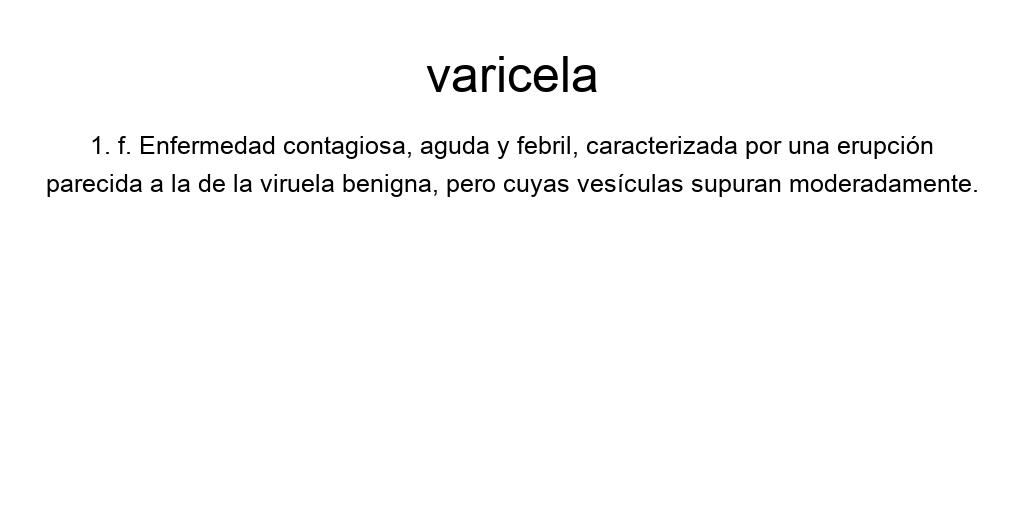 varicela
1. f. Enfermedad contagiosa, aguda y febril, caracterizada por una erupción
parecida a la de la viruela benigna, pero cuyas vesículas supuran moderadamente.